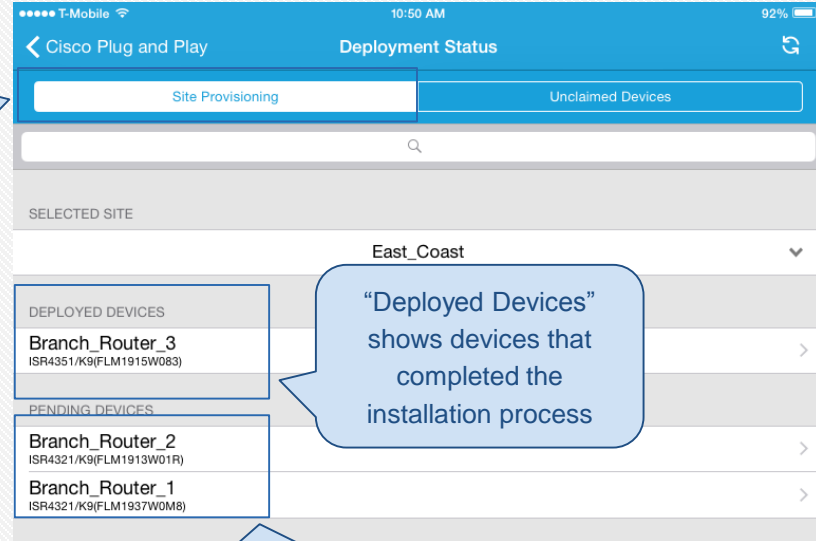 T-Mobile 10:50 AM 92%
Cisco Plug and Play Deployment Status
Site Provisioning Unclaimed Devices
SELECTED SITE
East_Coast
DEPLOYED DEVICES
Branch_Router_3
ISR4351/K9(FLM1915W083)
“Deployed Devices”
shows devices that
completed the
installation process
PENDING DEVICES
Branch_Router_2
ISR4321/K9(FLM1913W01R)
Branch_Router_1
ISR4321/K9(FLM1937W0M8)